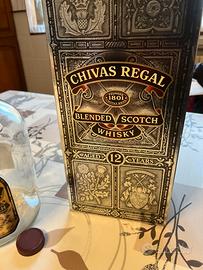 CHIVAS REGAL
1801
BLENDED SCOTCH
WHISKY
AGED 12 YEARS